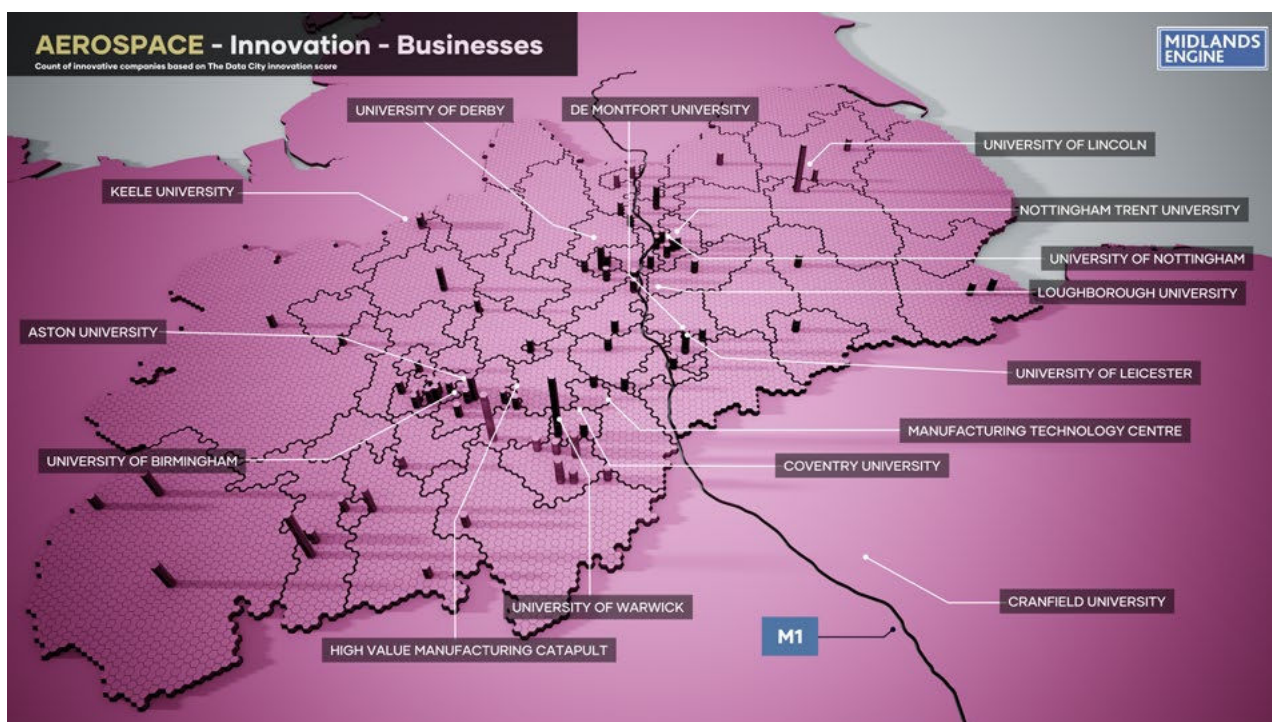 AEROSPACE - Innovation - Businesses
Count of innovative companies based on The Data City innovation score
MIDLANDS
ENGINE
UNIVERSITY OF DERBY
DE MONTFORT UNIVERSITY
UNIVERSITY OF LINCOLN
KEELE UNIVERSITY
NOTTINGHAM TRENT UNIVERSITY
UNIVERSITY OF NOTTINGHAM
LOUGHBOROUGH UNIVERSITY
ASTON UNIVERSITY
UNIVERSITY OF LEICESTER
MANUFACTURING TECHNOLOGY CENTRE
UNIVERSITY OF BIRMINGHAM
COVENTRY UNIVERSITY
CRANFIELD UNIVERSITY
UNIVERSITY OF WARWICK
M1
HIGH VALUE MANUFACTURING CATAPULT